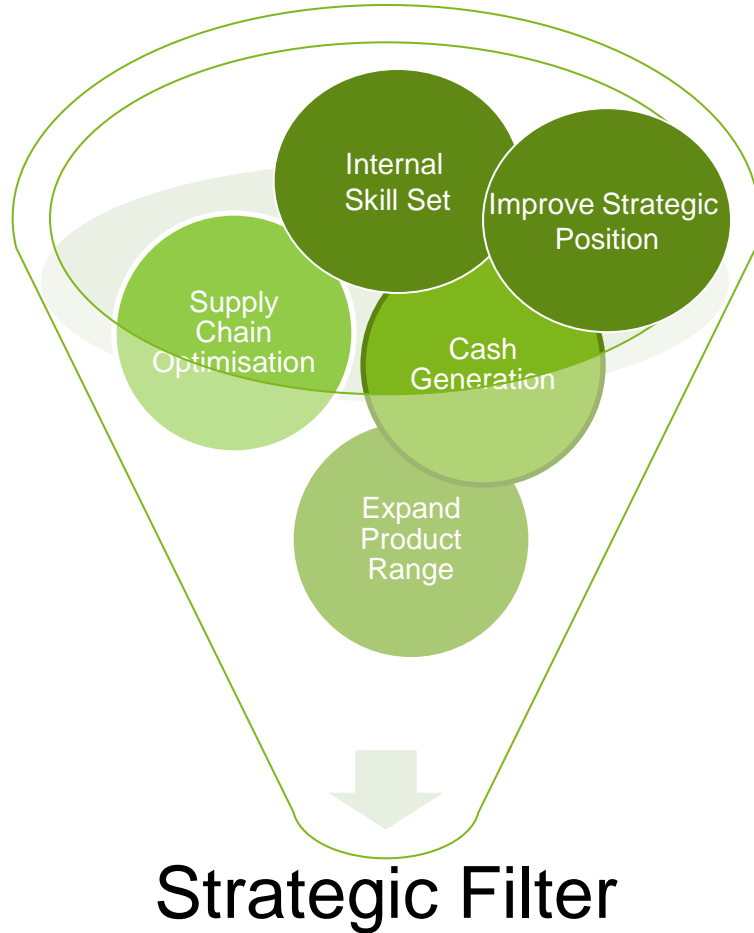 Internal
Skill Set
Improve Strategic
Position
Supply
Chain
Optimisation
Cash
Generation
Expand
Product
Range
Strategic Filter